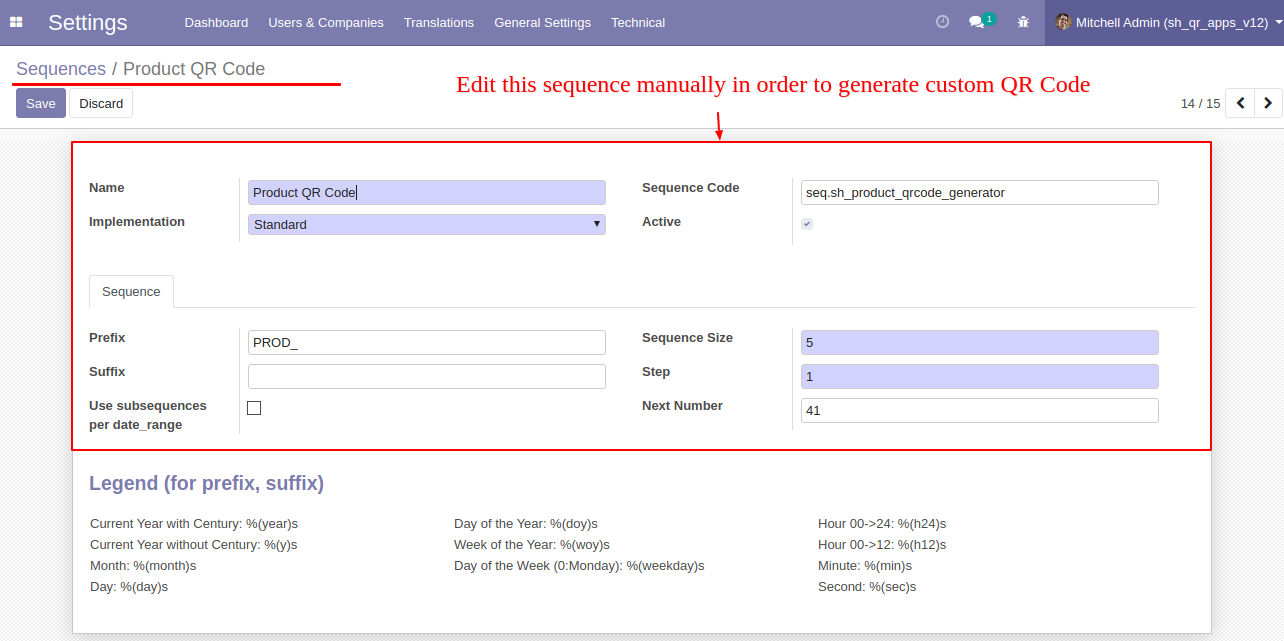 Settings Dashboard Users & Companies Translations General Settings Technical 1 Mitchell Admin (sh_qr_apps_v12)
Sequences / Product QR Code
Edit this sequence manually in order to generate custom QR Code
Save Discard
14 / 15
Name Product QR Code Sequence Code seq.sh_product_qrcode_generator
Implementation Standard Active
Sequence
Prefix PROD_ Sequence Size 5
Suffix Step 1
Use subsequences Next Number 41
per date_range
Legend (for prefix, suffix)
Current Year with Century: %(year)s Day of the Year: %(doy)s Hour 00->24: %(h24)s
Current Year without Century: %(y)s Week of the Year: %(woy)s Hour 00->12: %(h12)s
Month: %(month)s Day of the Week (0:Monday): %(weekday)s Minute: %(min)s
Day: %(day)s Second: %(sec)s